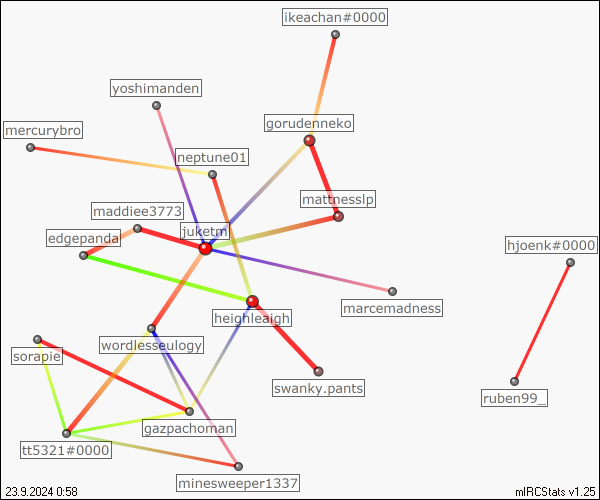 ikeachan#0000
yoshimanden
gorudenneko
mercurybro
neptune01
mattnesslp
maddiee3773
juketm
edgepanda
hjoenk#0000
marcemadness
heighleaigh
wordlesseulogy
sorapie
swanky.pants
ruben99_
gazpachoman
tt5321#0000
minesweeper1337
23.9.2024 0:58
mIRCStats v1.25